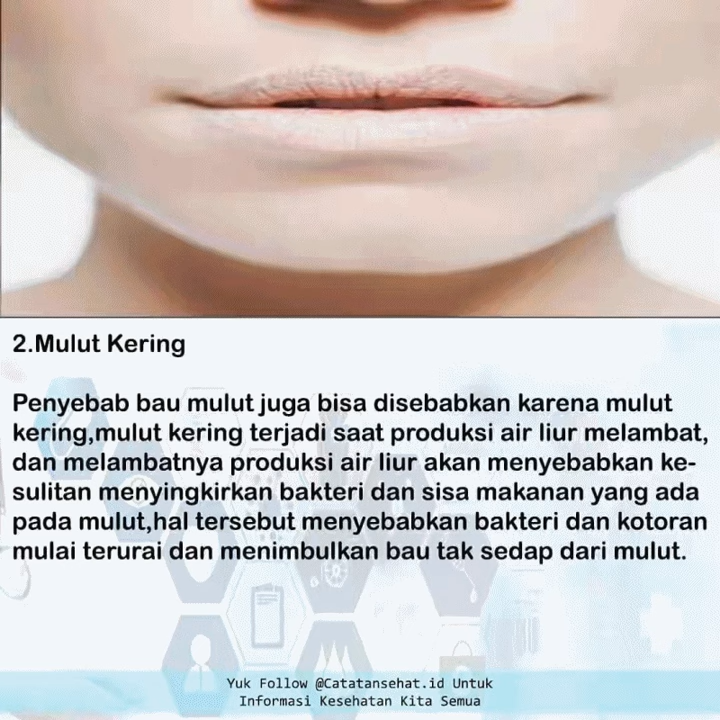 2.Mulut Kering
Penyebab bau mulut juga bisa disebabkan karena mulut
kering,mulut kering terjadi saat produksi air liur melambat,
dan melambatnya produksi air liur akan menyebabkan ke-
sulitan menyingkirkan bakteri dan sisa makanan yang ada
pada mulut,hal tersebut menyebabkan bakteri dan kotoran
mulai terurai dan menimbulkan bau tak sedap dari mulut.
Yuk Follow @Catatansehat.id Untuk
Informasi Kesehatan Kita Semua